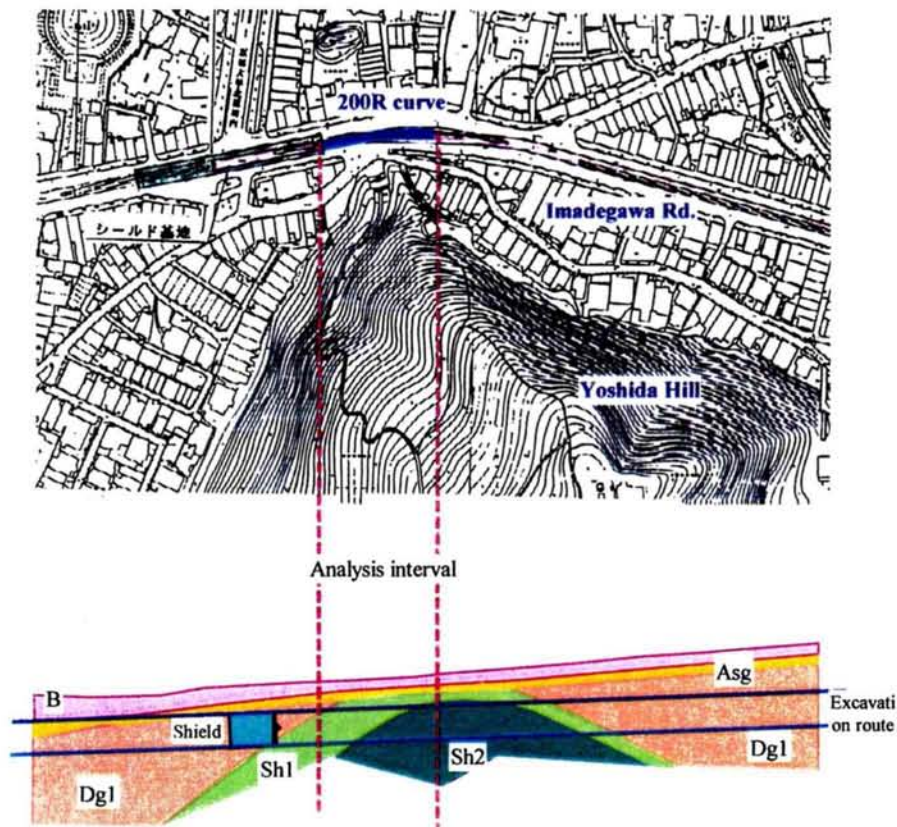 200R curve
Imadegawa Rd.
シールド基地
Yoshida Hill
Analysis interval
B
Asg
Shield
Excavati
on route
Sh1
Sh2
Dg1
Dg1